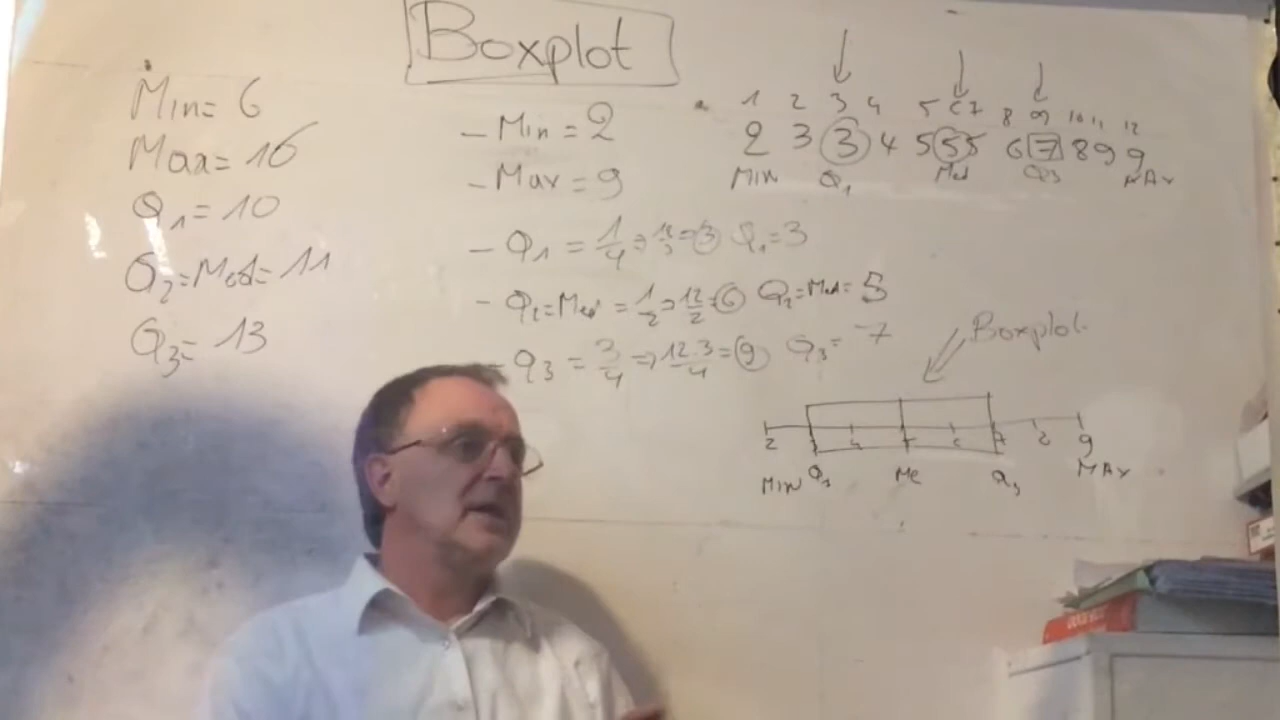 Boxplot
Min= 6
Max= 16
Q1= 10
Q2=Med= 11
Q3= 13
- Min = 2
- Max = 9
- Q1 = 1/4 ⇒ 12/3 = 3 Q1=3
- Q2=Med = 1/2 ⇒ 12/2 = 6 Q2=Med= 5
- Q3 = 3/4 ⇒ 12.3/4 = 9 Q3= 7
1 2 3 4 5 6 7 8 9 10 11 12
2 3 3 4 5 5 5 6 7 8 9 9
MIN Q1 Med Q3 MAX
Boxplot
2 4 7 9
MIN Q1 Me Q3 MAX